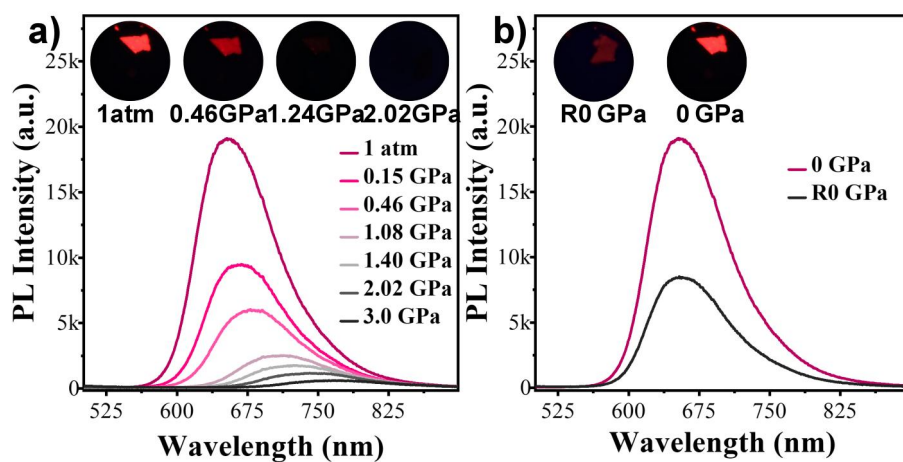 a)
1atm 0.46GPa 1.24GPa 2.02GPa
PL Intensity (a.u.)
25k
20k
15k
10k
5k
0
1 atm
0.15 GPa
0.46 GPa
1.08 GPa
1.40 GPa
2.02 GPa
3.0 GPa
525 600 675 750 825
Wavelength (nm)
b)
R0 GPa 0 GPa
PL Intensity (a.u.)
25k
20k
15k
10k
5k
0
0 GPa
R0 GPa
525 600 675 750 825
Wavelength (nm)